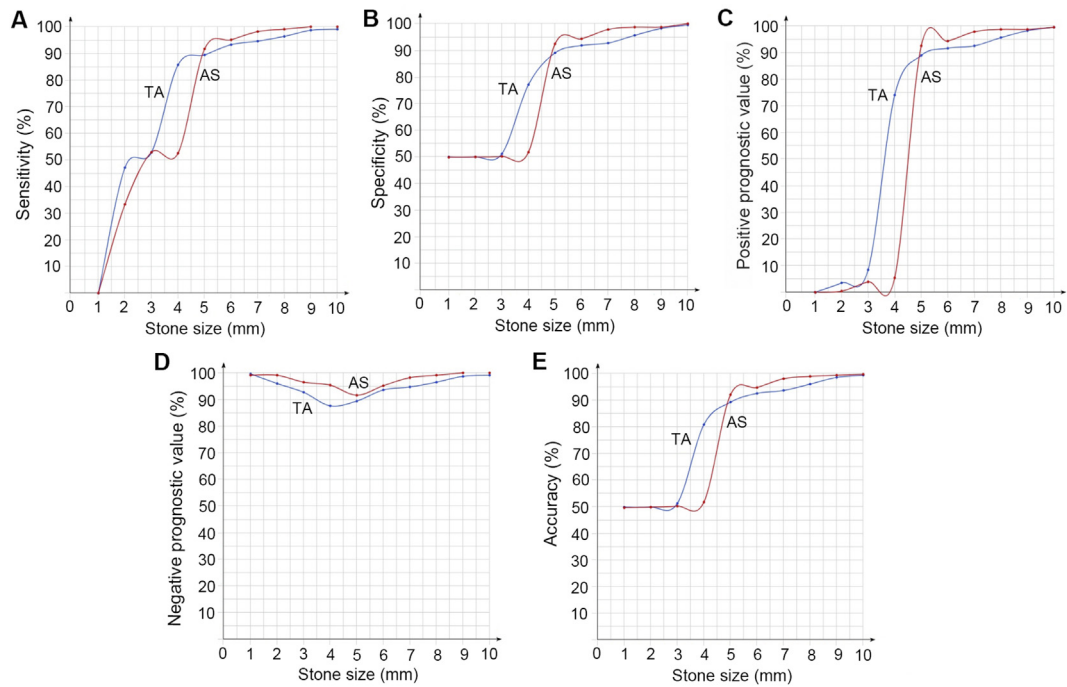 A
Sensitivity (%)
100
90
80
70
60
50
40
30
20
10
0 1 2 3 4 5 6 7 8 9 10
Stone size (mm)
TA
AS
B
Specificity (%)
100
90
80
70
60
50
40
30
20
10
0 1 2 3 4 5 6 7 8 9 10
Stone size (mm)
TA
AS
C
Positive prognostic value (%)
100
90
80
70
60
50
40
30
20
10
0 1 2 3 4 5 6 7 8 9 10
Stone size (mm)
TA
AS
D
Negative prognostic value (%)
100
90
80
70
60
50
40
30
20
10
0 1 2 3 4 5 6 7 8 9 10
Stone size (mm)
TA
AS
E
Accuracy (%)
100
90
80
70
60
50
40
30
20
10
0 1 2 3 4 5 6 7 8 9 10
Stone size (mm)
TA
AS